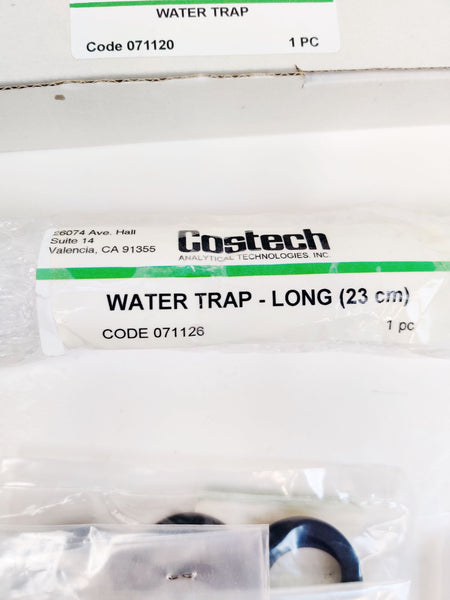 WATER TRAP
Code 071120 1 PC
26074 Ave. Hall
Suite 14
Valencia, CA 91355
Costech
ANALYTICAL TECHNOLOGIES, INC.
WATER TRAP - LONG (23 cm)
CODE 071126 1 pc